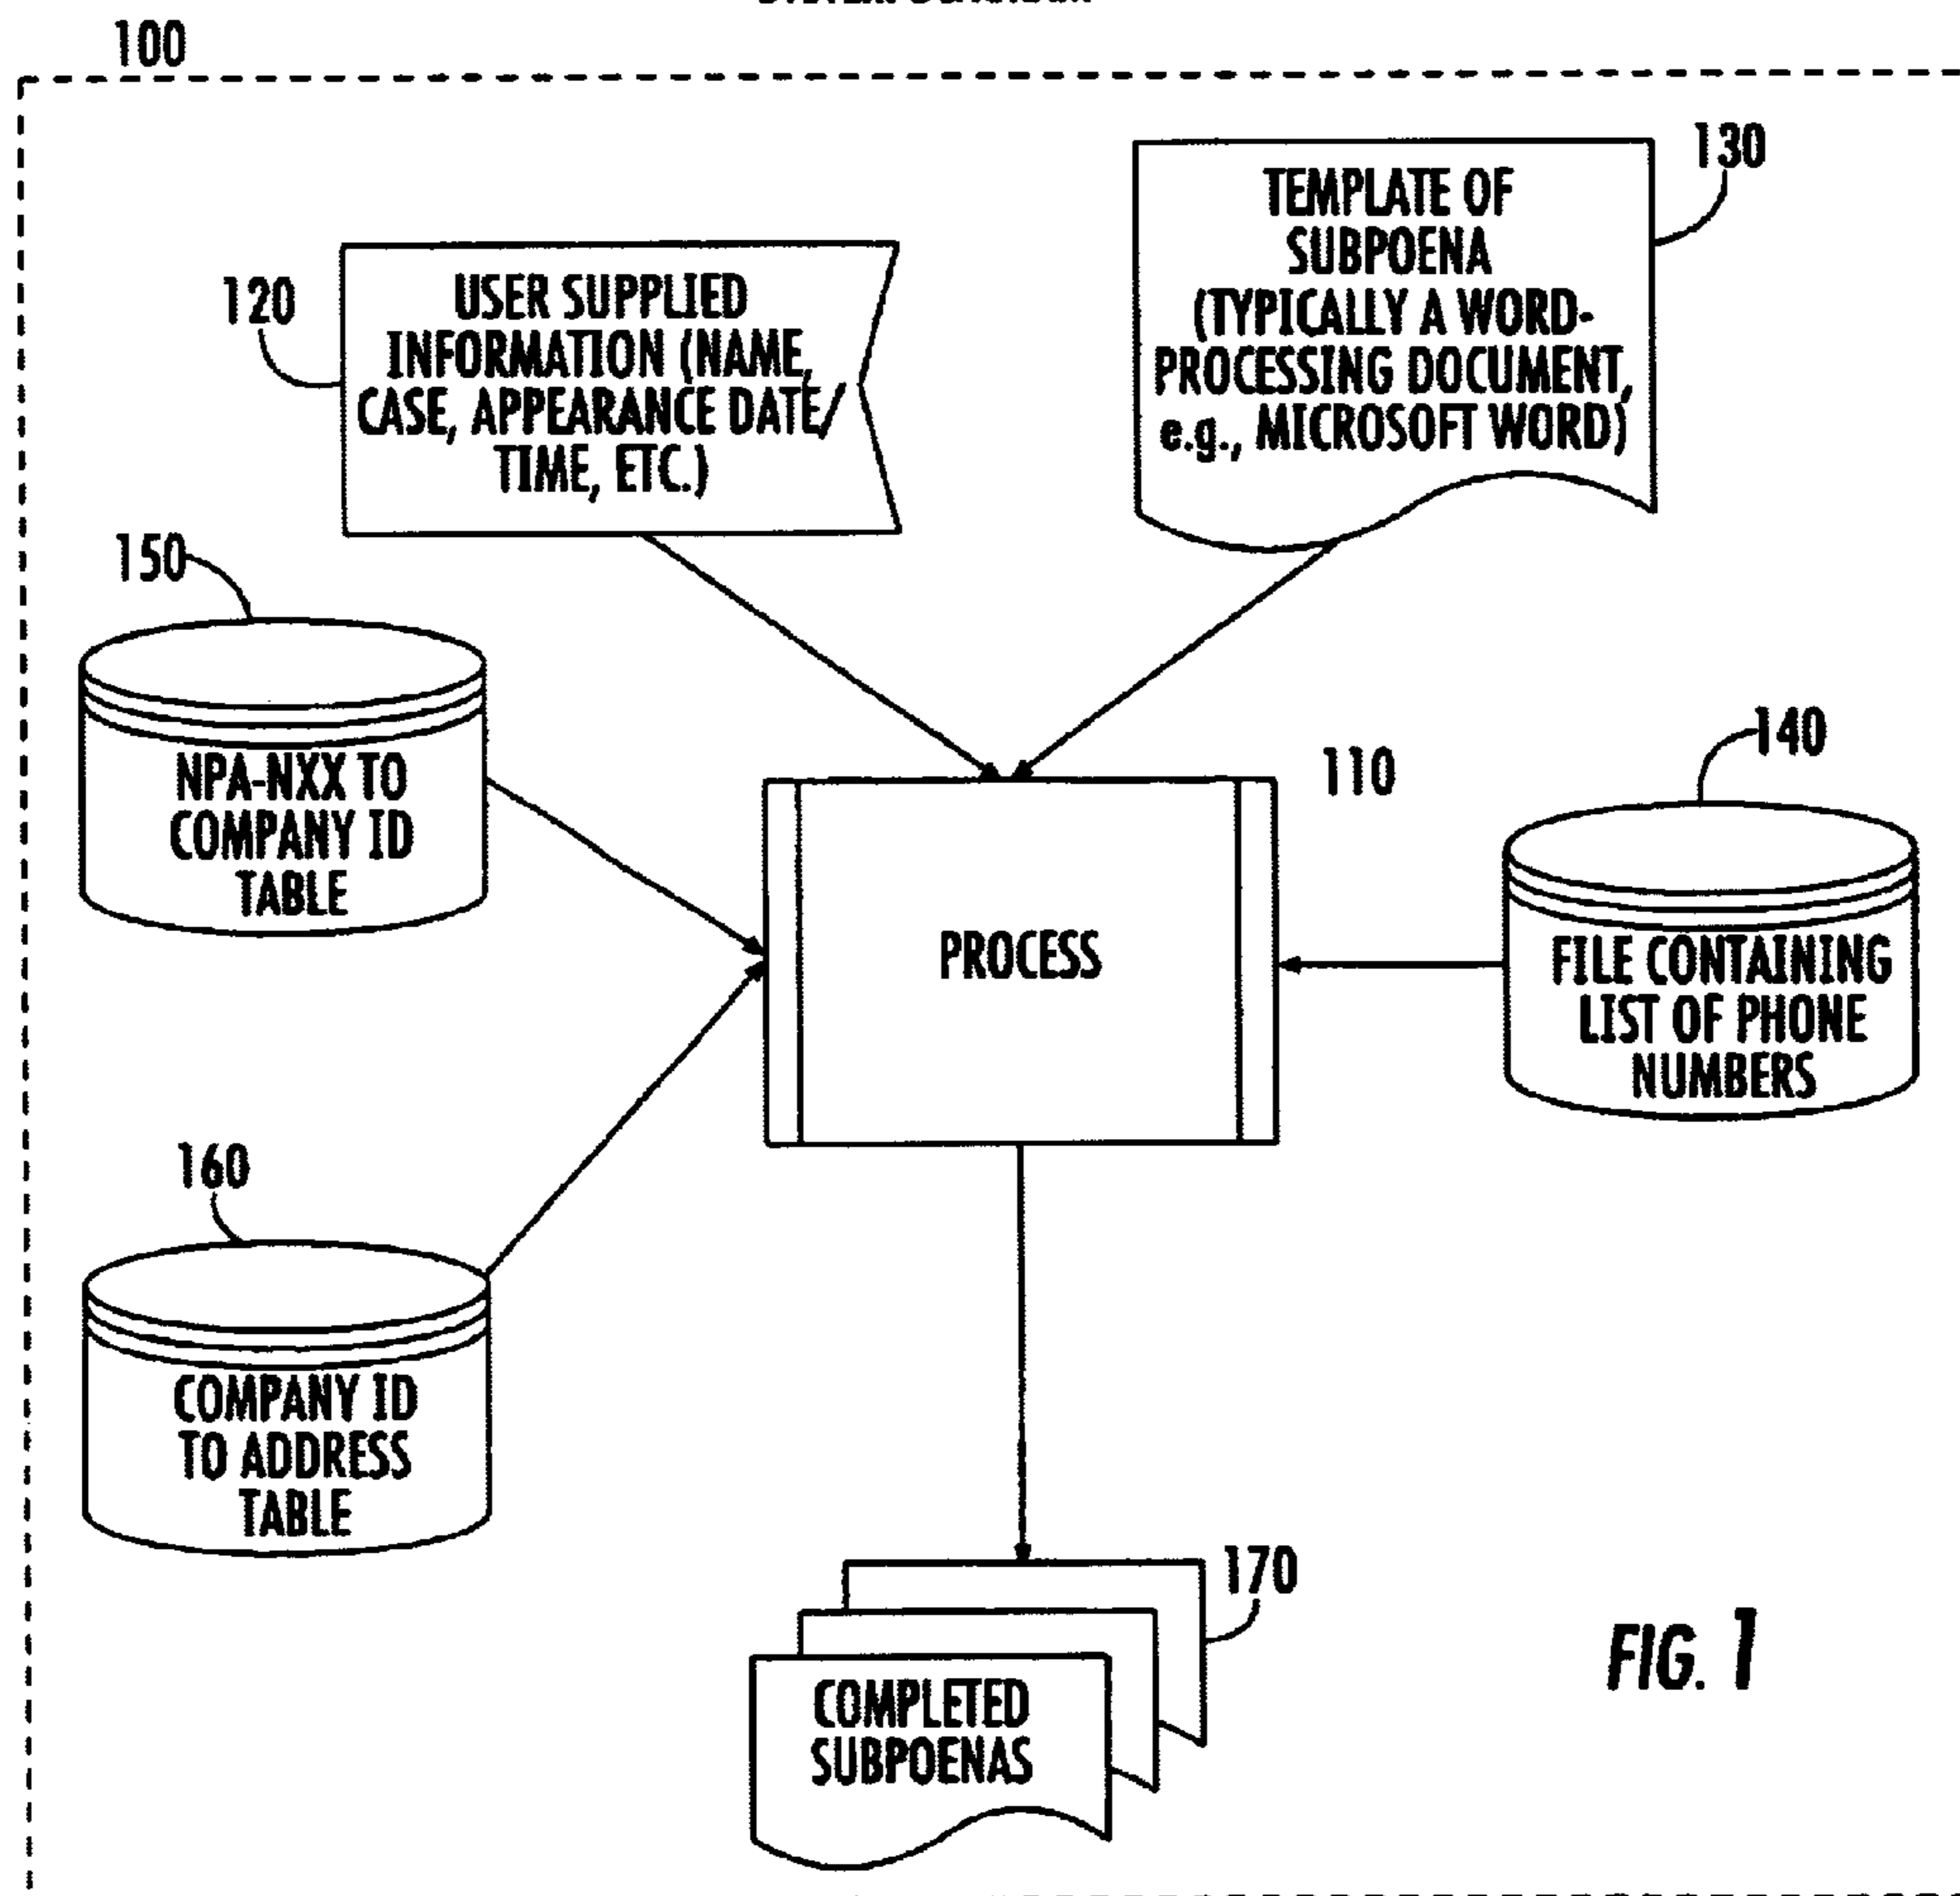 100
130
TEMPLATE OF
SUBPOENA
(TYPICALLY A WORD-
PROCESSING DOCUMENT,
e.g., MICROSOFT WORD)
120
USER SUPPLIED
INFORMATION (NAME,
CASE, APPEARANCE DATE/
TIME, ETC.)
150
NPA-NXX TO
COMPANY ID
TABLE
110
PROCESS
140
FILE CONTAINING
LIST OF PHONE
NUMBERS
160
COMPANY ID
TO ADDRESS
TABLE
170
COMPLETED
SUBPOENAS
FIG. 1